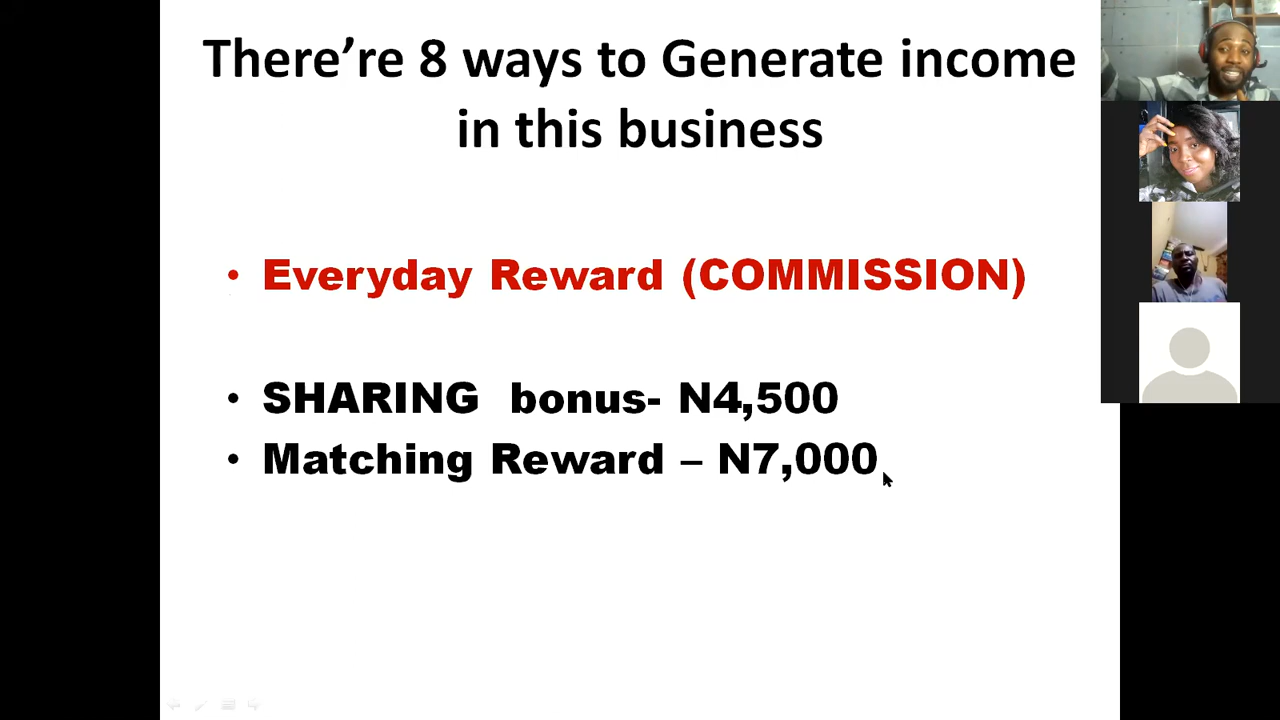 There’re 8 ways to Generate income
in this business
• Everyday Reward (COMMISSION)
• SHARING bonus- N4,500
• Matching Reward – N7,000